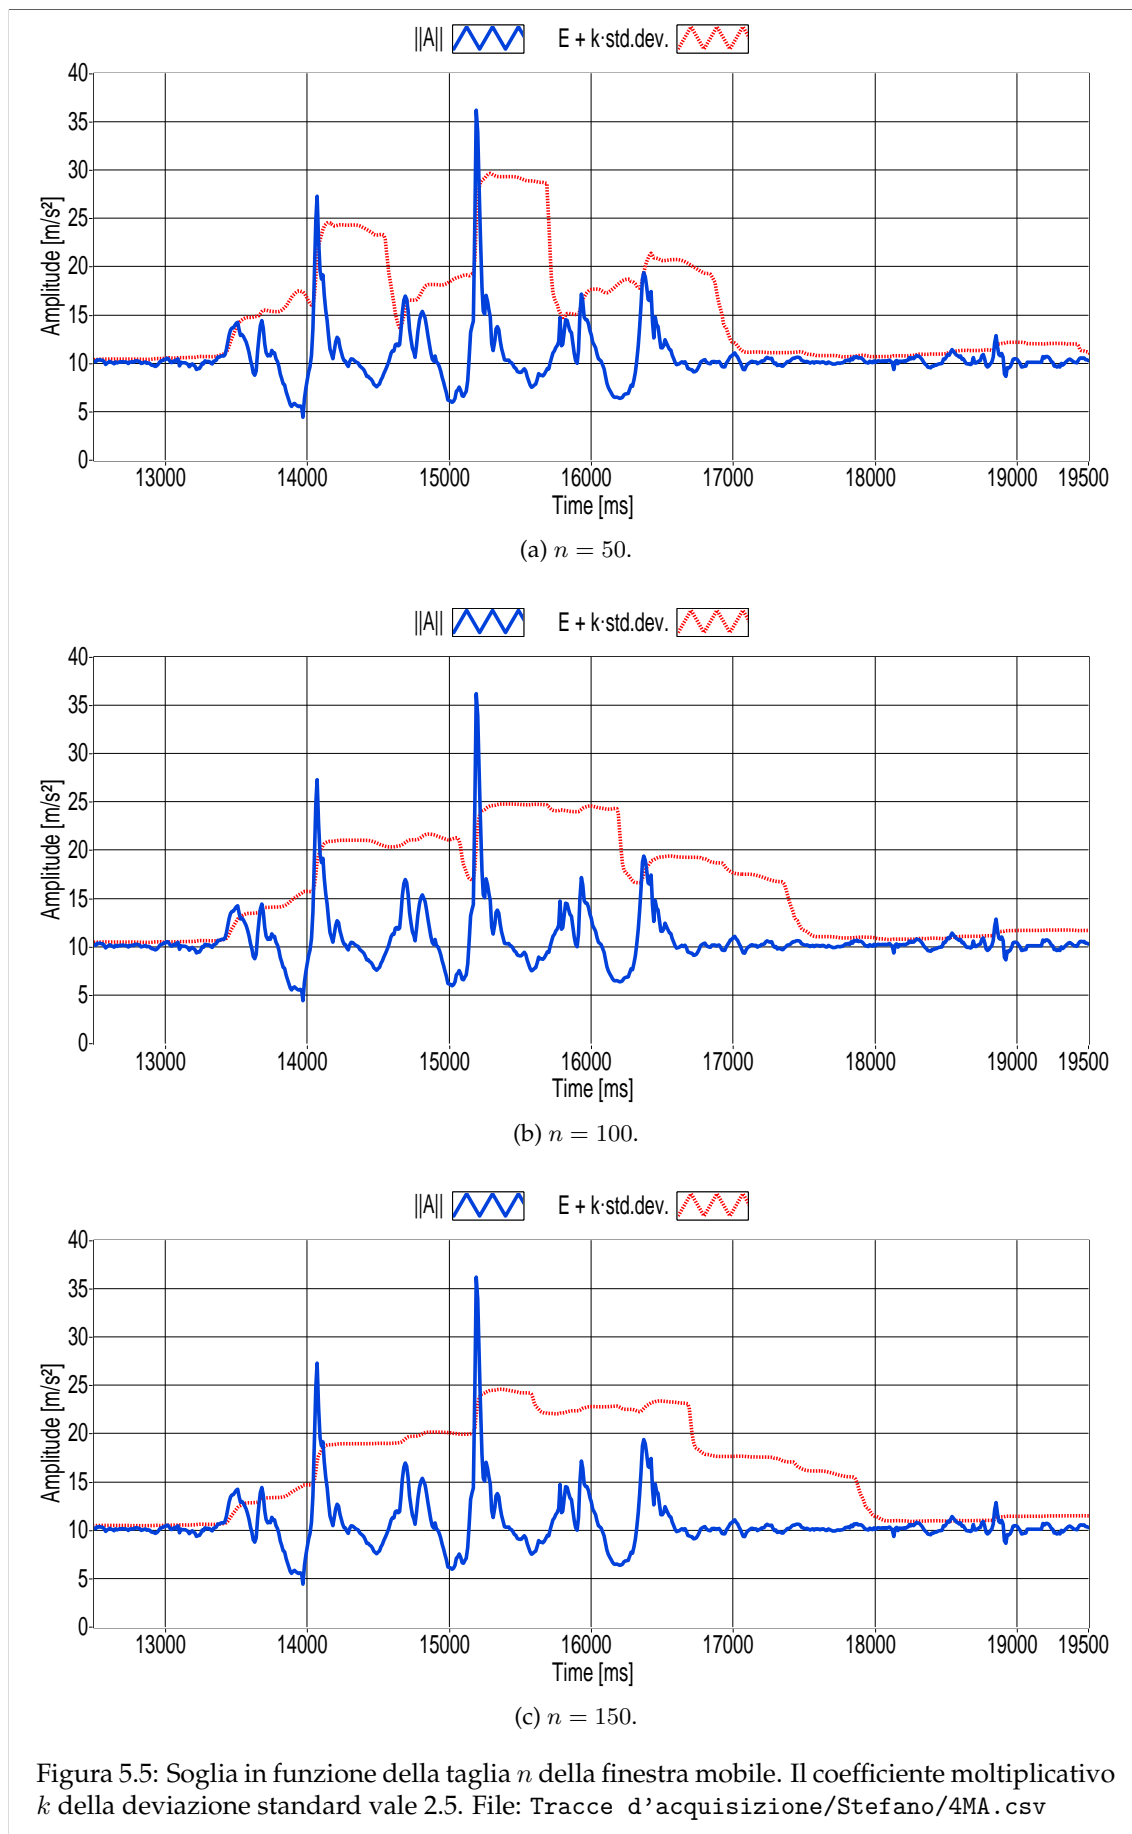 ||A|| E + k·std.dev.
40
35
30
25
20
15
10
5
0
Amplitude [m/s²]
13000 14000 15000 16000 17000 18000 19000 19500
Time [ms]
(a) n = 50.
||A|| E + k·std.dev.
40
35
30
25
20
15
10
5
0
Amplitude [m/s²]
13000 14000 15000 16000 17000 18000 19000 19500
Time [ms]
(b) n = 100.
||A|| E + k·std.dev.
40
35
30
25
20
15
10
5
0
Amplitude [m/s²]
13000 14000 15000 16000 17000 18000 19000 19500
Time [ms]
(c) n = 150.
Figura 5.5: Soglia in funzione della taglia n della finestra mobile. Il coefficiente moltiplicativo
k della deviazione standard vale 2.5. File: Tracce d'acquisizione/Stefano/4MA.csv